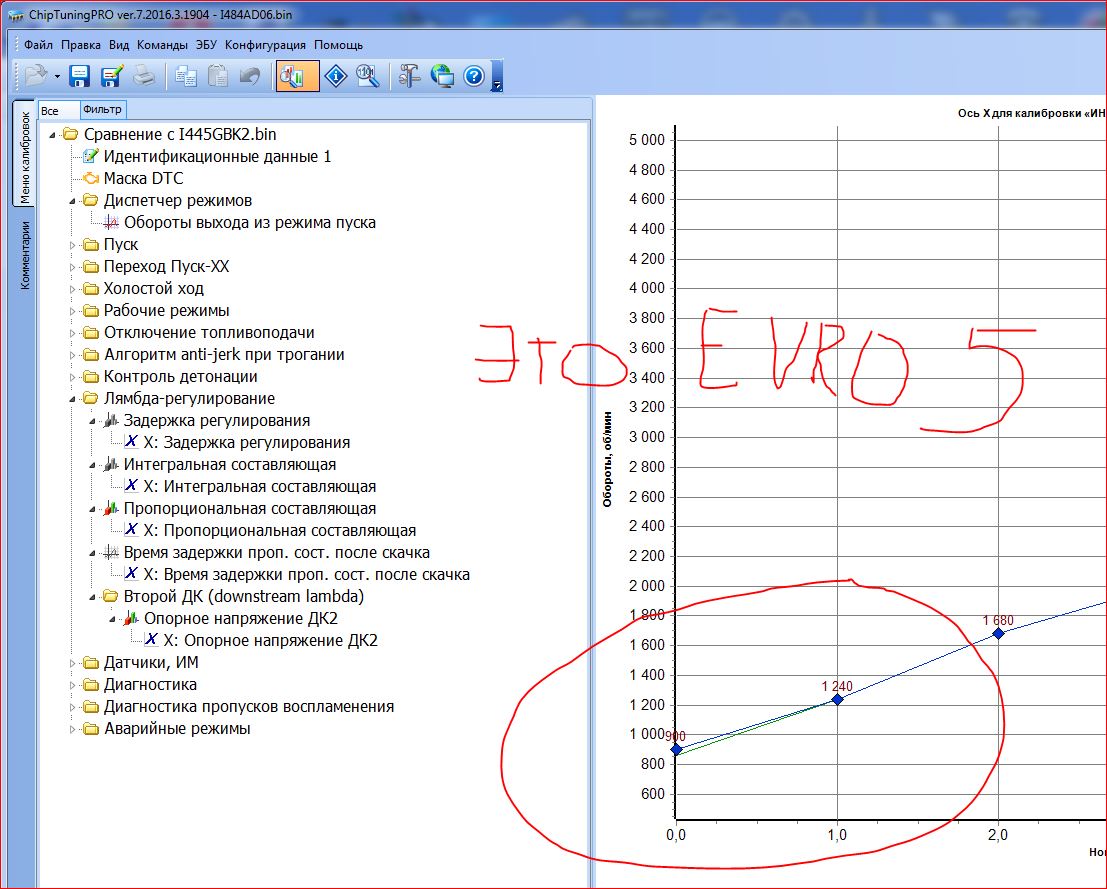 ChipTuningPRO ver.7.2016.3.1904 - I484AD06.bin
Файл Правка Вид Команды ЭБУ Конфигурация Помощь
Все Фильтр
Меню калибровок
Комментарии
Сравнение с I445GBK2.bin
Идентификационные данные 1
Маска DTC
Диспетчер режимов
Обороты выхода из режима пуска
Пуск
Переход Пуск-ХХ
Холостой ход
Рабочие режимы
Отключение топливоподачи
Алгоритм anti-jerk при трогании
Контроль детонации
Лямбда-регулирование
Задержка регулирования
X: Задержка регулирования
Интегральная составляющая
X: Интегральная составляющая
Пропорциональная составляющая
X: Пропорциональная составляющая
Время задержки проп. сост. после скачка
X: Время задержки проп. сост. после скачка
Второй ДК (downstream lambda)
Опорное напряжение ДК2
X: Опорное напряжение ДК2
Датчики, ИМ
Диагностика
Диагностика пропусков воспламенения
Аварийные режимы
Ось X для калибровки «ИН
5 000
4 800
4 600
4 400
4 200
4 000
3 800
3 600
3 400
3 200
3 000
2 800
2 600
2 400
2 200
2 000
1 800
1 600
1 400
1 200
1 000
800
600
Обороты, об/мин
ЭТО EVRO 5
1 680
1 240
900
0,0 1,0 2,0
Но